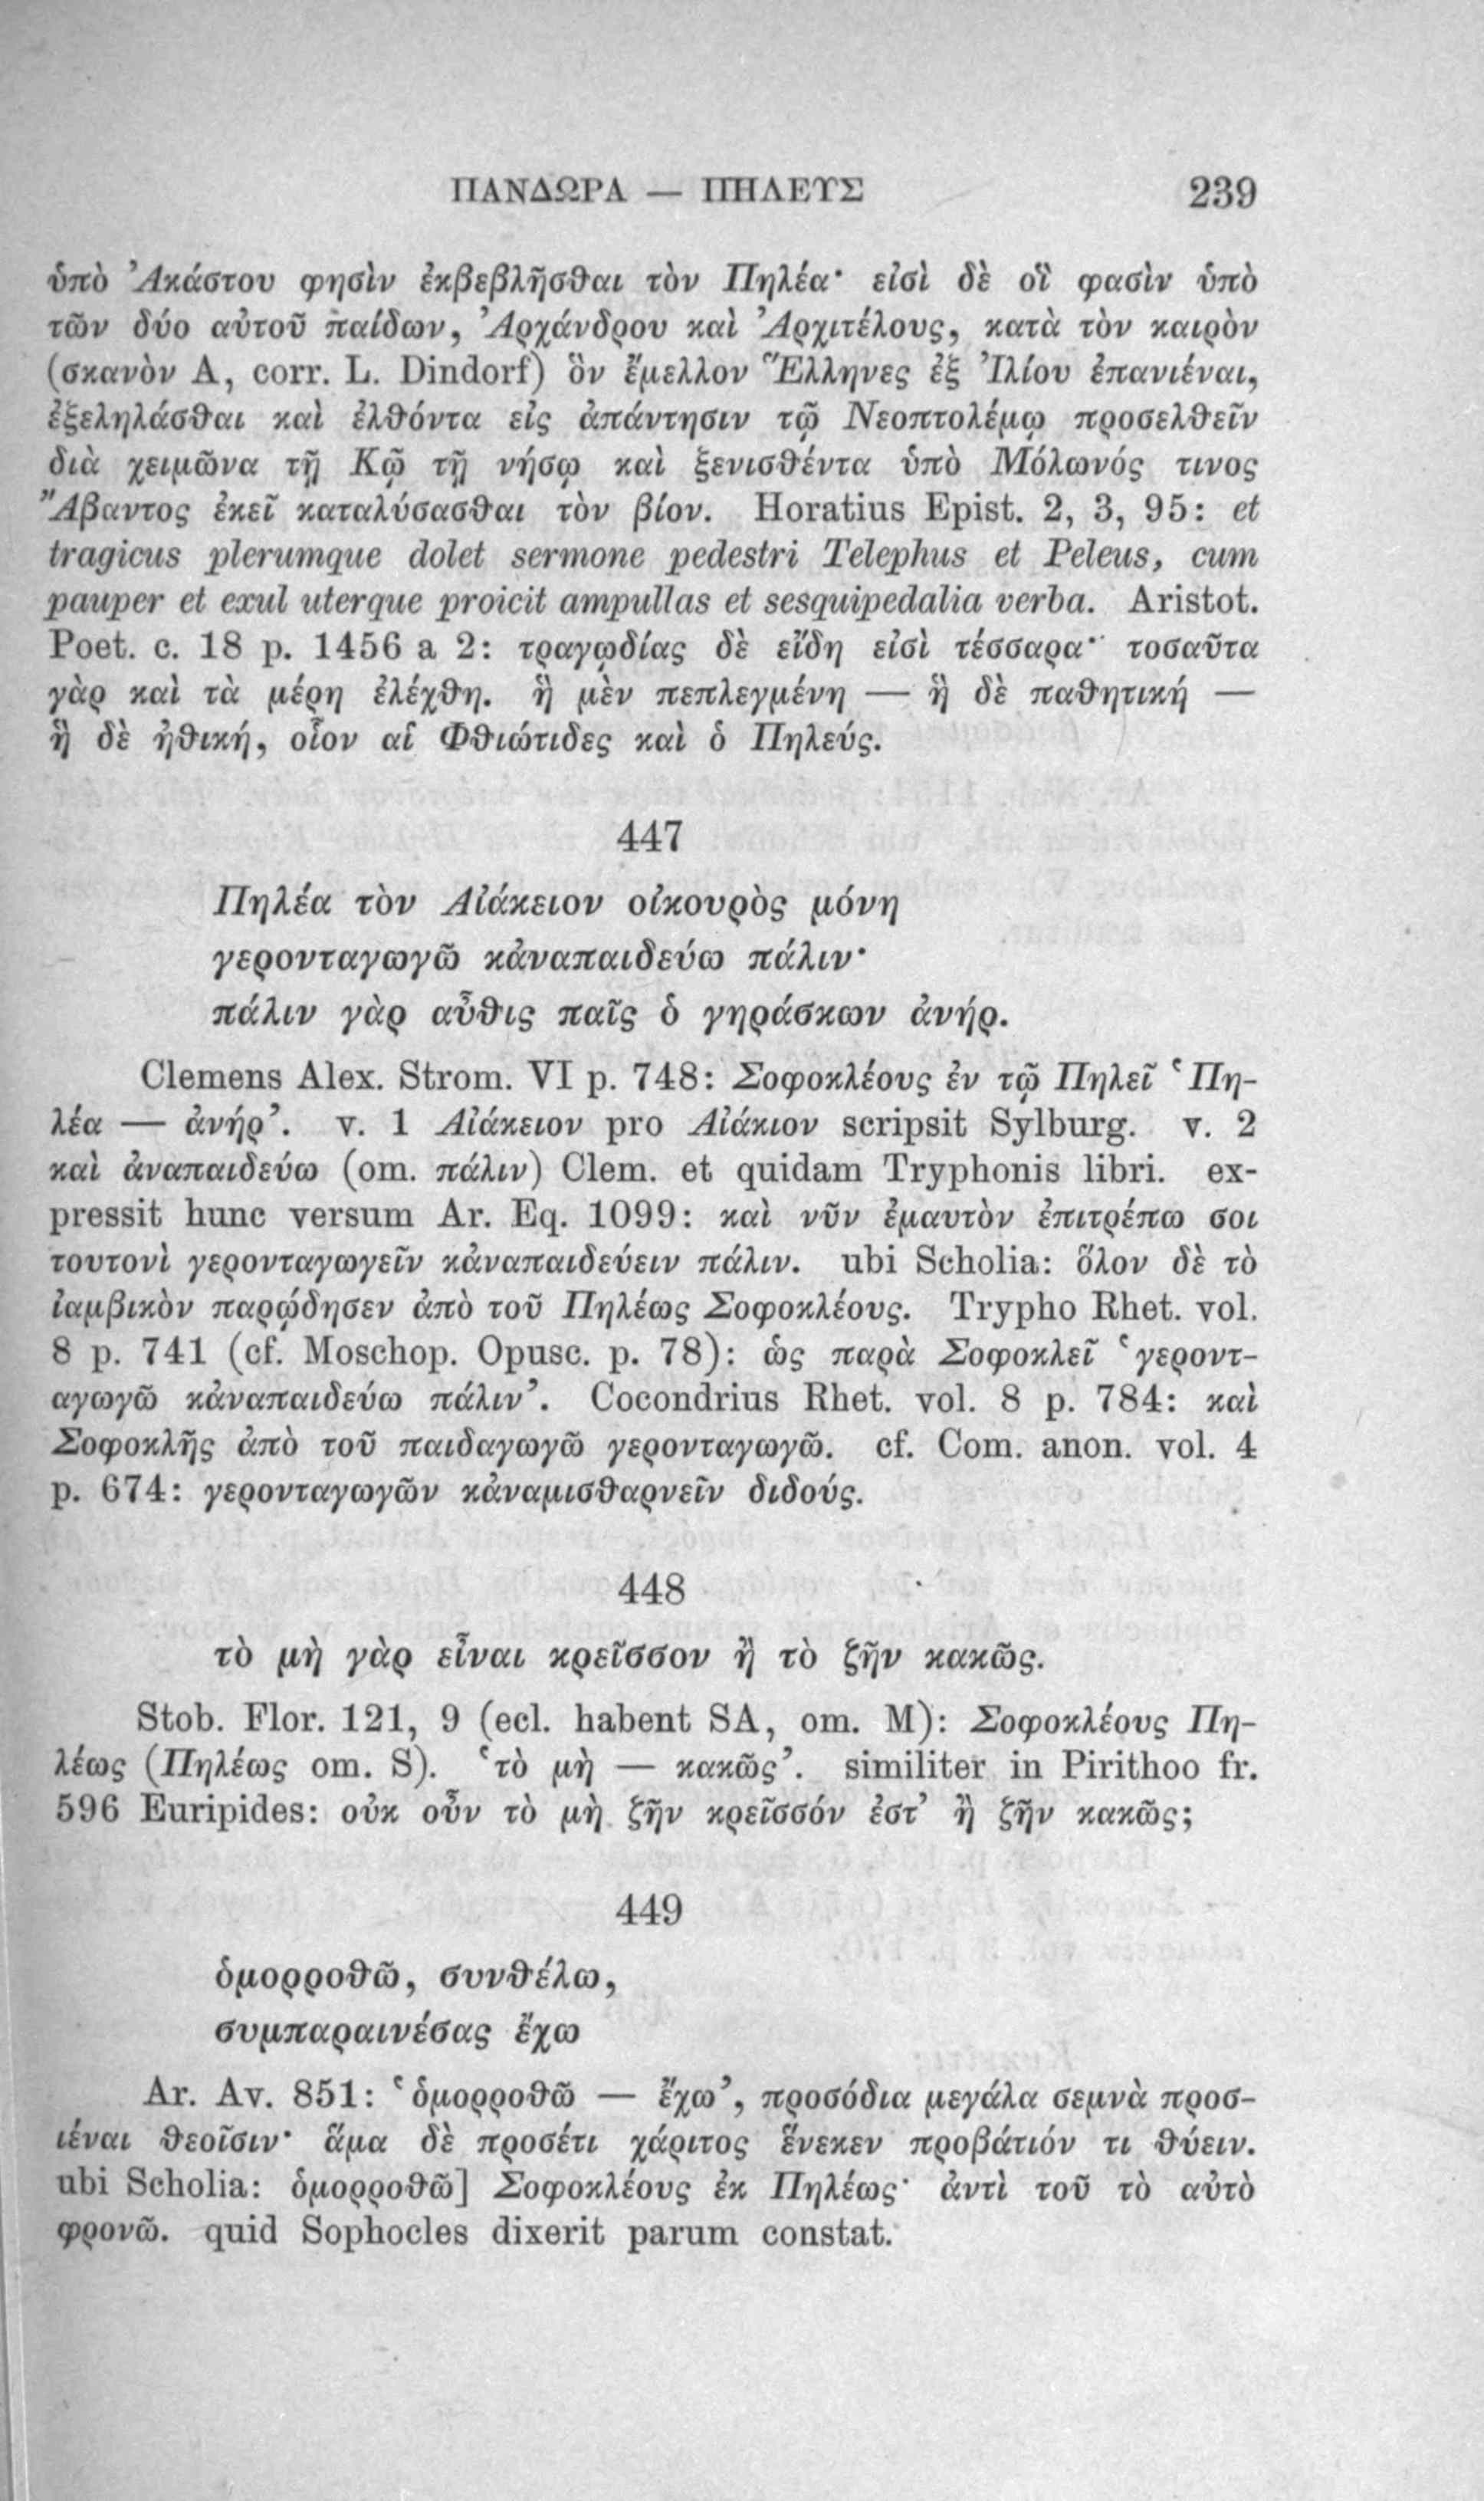 ΠΑΝΔΩΡΑ — ΠΗΛΕΥΣ 239
ὑπὸ Ἀκάστου φησὶν ἐκβεβλῆσθαι τὸν Πηλέα· εἰσὶ δὲ οἵ φασὶν ὑπὸ
τῶν δύο αὐτοῦ παίδων, Ἀρχάνδρου καὶ Ἀρχιτέλους, κατὰ τὸν καιρὸν
(σκανὸν A, corr. L. Dindorf) ὃν ἔμελλον Ἕλληνες ἐξ Ἰλίου ἐπανιέναι,
ἐξεληλάσθαι καὶ ἐλθόντα εἰς ἀπάντησιν τῷ Νεοπτολέμῳ προσελθεῖν
διὰ χειμῶνα τῇ Κῷ τῇ νήσῳ καὶ ξενισθέντα ὑπὸ Μόλωνός τινος
Ἄβαντος ἐκεῖ καταλύσασθαι τὸν βίον. Horatius Epist. 2, 3, 95: et
tragicus plerumque dolet sermone pedestri Telephus et Peleus, cum
pauper et exul uterque proicit ampullas et sesquipedalia verba. Aristot.
Poet. c. 18 p. 1456 a 2: τραγῳδίας δὲ εἴδη εἰσὶ τέσσαρα· τοσαῦτα
γὰρ καὶ τὰ μέρη ἐλέχθη. ἣ μὲν πεπλεγμένη — ἣ δὲ παθητική —
ἣ δὲ ἠθική, οἷον αἱ Φθιώτιδες καὶ ὁ Πηλεύς.
447
Πηλέα τὸν Αἰάκειον οἰκουρὸς μόνη
γερονταγωγῶ κἀναπαιδεύω πάλιν·
πάλιν γὰρ αὖθις παῖς ὁ γηράσκων ἀνήρ.
Clemens Alex. Strom. VI p. 748: Σοφοκλέους ἐν τῷ Πηλεῖ ‘Πη-
λέα — ἀνήρ’. v. 1 Αἰάκειον pro Αἰάκιον scripsit Sylburg. v. 2
καὶ ἀναπαιδεύω (om. πάλιν) Clem. et quidam Tryphonis libri. ex-
pressit hunc versum Ar. Eq. 1099: καὶ νῦν ἐμαυτὸν ἐπιτρέπω σοι
τουτονὶ γερονταγωγεῖν κἀναπαιδεύειν πάλιν. ubi Scholia: ὅλον δὲ τὸ
ἰαμβικὸν παρῴδησεν ἀπὸ τοῦ Πηλέως Σοφοκλέους. Trypho Rhet. vol.
8 p. 741 (cf. Moschop. Opusc. p. 78): ὡς παρὰ Σοφοκλεῖ ‘γεροντ-
αγωγῶ κἀναπαιδεύω πάλιν’. Cocondrius Rhet. vol. 8 p. 784: καὶ
Σοφοκλῆς ἀπὸ τοῦ παιδαγωγῶ γερονταγωγῶ. cf. Com. anon. vol. 4
p. 674: γερονταγωγῶν κἀναμισθαρνεῖν διδούς.
448
τὸ μὴ γὰρ εἶναι κρεῖσσον ἢ τὸ ζῆν κακῶς.
Stob. Flor. 121, 9 (ecl. habent SA, om. M): Σοφοκλέους Πη-
λέως (Πηλέως om. S). ‘τὸ μὴ — κακῶς’. similiter in Pirithoo fr.
596 Euripides: οὐκ οὖν τὸ μὴ ζῆν κρεῖσσόν ἐστ’ ἢ ζῆν κακῶς;
449
ὁμορροθῶ, συνθέλω,
συμπαραινέσας ἔχω
Ar. Av. 851: ‘ὁμορροθῶ — ἔχω’, προσόδια μεγάλα σεμνὰ προσ-
ιέναι θεοῖσιν· ἅμα δὲ προσέτι χάριτος ἕνεκεν προβάτιόν τι θύειν.
ubi Scholia: ὁμορροθῶ] Σοφοκλέους ἐκ Πηλέως· ἀντὶ τοῦ τὸ αὐτὸ
φρονῶ. quid Sophocles dixerit parum constat.